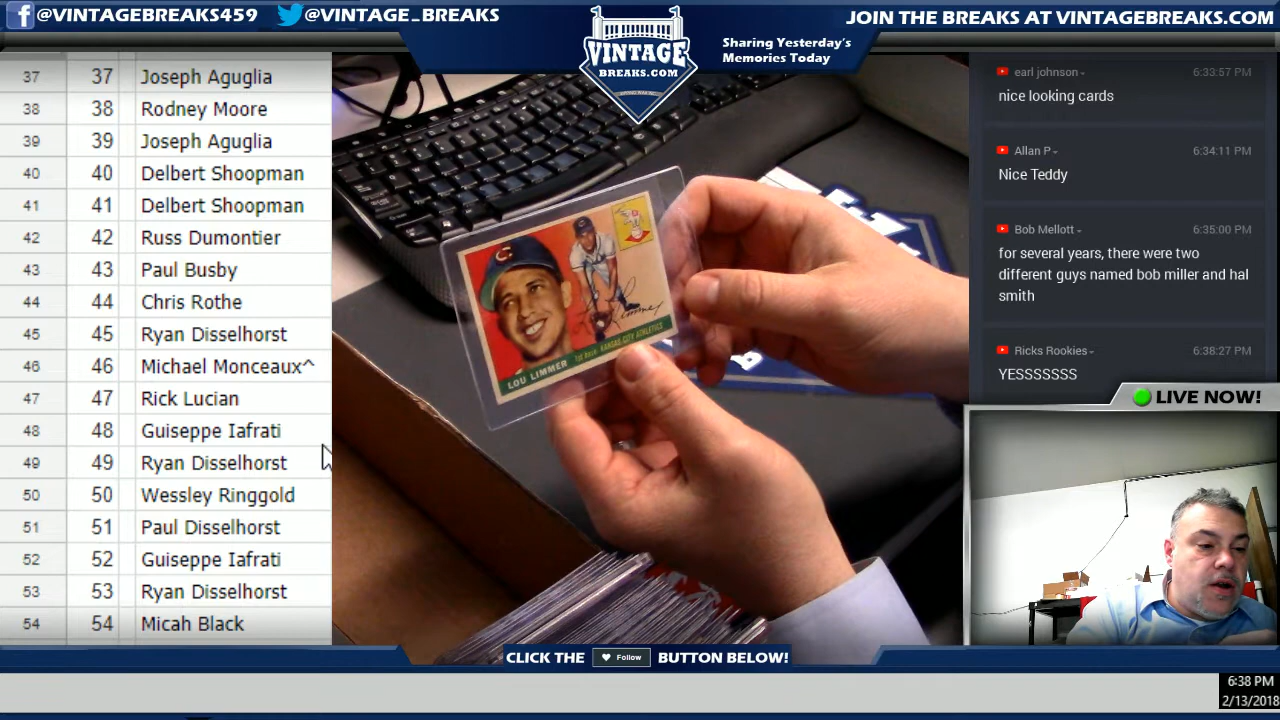 @VINTAGEBREAKS459
@VINTAGE_BREAKS
VINTAGE
BREAKS.COM
Sharing Yesterday's
Memories Today
JOIN THE BREAKS AT VINTAGEBREAKS.COM
37 37 Joseph Aguglia
38 38 Rodney Moore
39 39 Joseph Aguglia
40 40 Delbert Shoopman
41 41 Delbert Shoopman
42 42 Russ Dumontier
43 43 Paul Busby
44 44 Chris Rothe
45 45 Ryan Disselhorst
46 46 Michael Monceaux^
47 47 Rick Lucian
48 48 Guiseppe Iafrati
49 49 Ryan Disselhorst
50 50 Wessley Ringgold
51 51 Paul Disselhorst
52 52 Guiseppe Iafrati
53 53 Ryan Disselhorst
54 54 Micah Black
C
LOU LIMMER 1st Base KANSAS CITY ATHLETICS
earl johnson 6:33:57 PM
nice looking cards
Allan P 6:34:11 PM
Nice Teddy
Bob Mellott 6:35:00 PM
for several years, there were two
different guys named bob miller and hal
smith
Ricks Rookies 6:38:27 PM
YESSSSSSS
LIVE NOW!
CLICK THE Follow BUTTON BELOW!
6:38 PM
2/13/2018